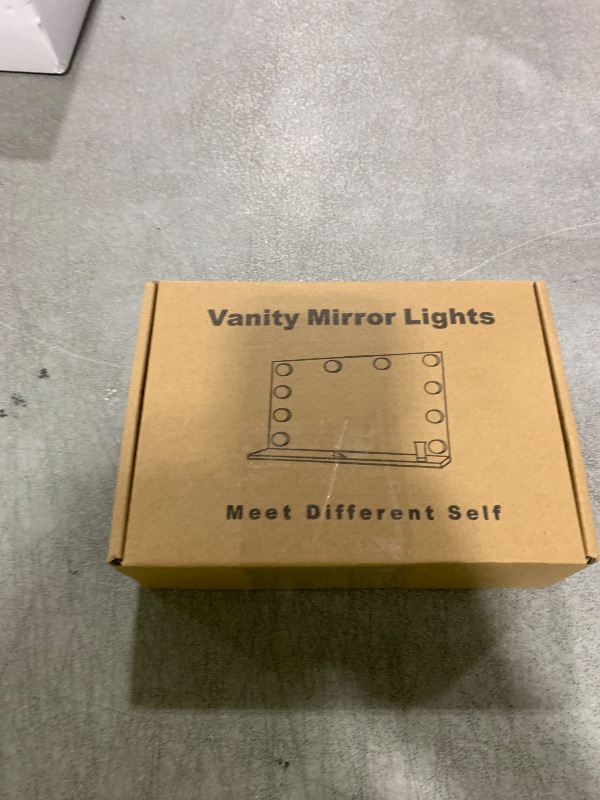 Vanity Mirror Lights
Meet Different Self